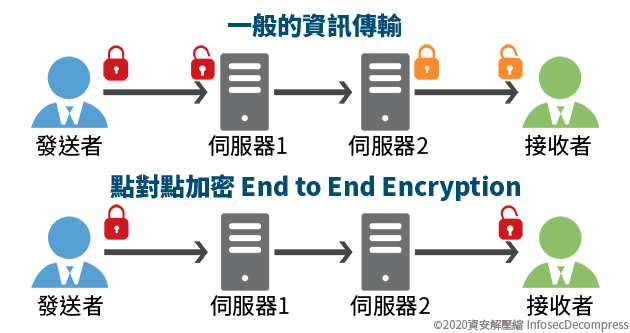 一般的資訊傳輸
發送者 伺服器1 伺服器2 接收者
點對點加密 End to End Encryption
發送者 伺服器1 伺服器2 接收者
©2020資安解壓縮 InfosecDecompress